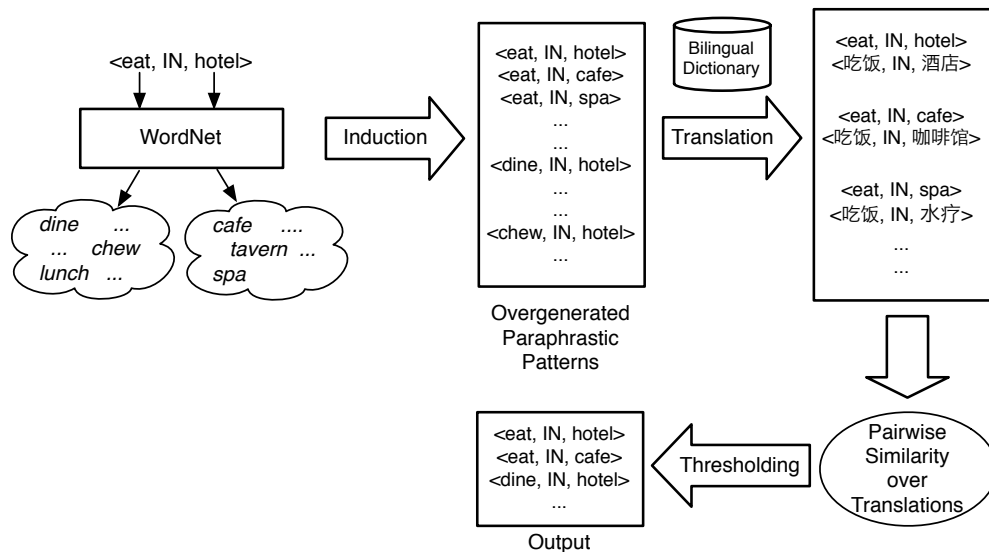 <eat, IN, hotel>
WordNet
dine ...
... chew
lunch ...
cafe ....
tavern ...
spa
Induction
<eat, IN, hotel>
<eat, IN, cafe>
<eat, IN, spa>
...
...
<dine, IN, hotel>
...
...
<chew, IN, hotel>
...
Overgenerated
Paraphrastic
Patterns
Bilingual
Dictionary
Translation
<eat, IN, hotel>
<吃饭, IN, 酒店>
<eat, IN, cafe>
<吃饭, IN, 咖啡馆>
<eat, IN, spa>
<吃饭, IN, 水疗>
...
...
Pairwise
Similarity
over
Translations
Thresholding
<eat, IN, hotel>
<eat, IN, cafe>
<dine, IN, hotel>
...
Output